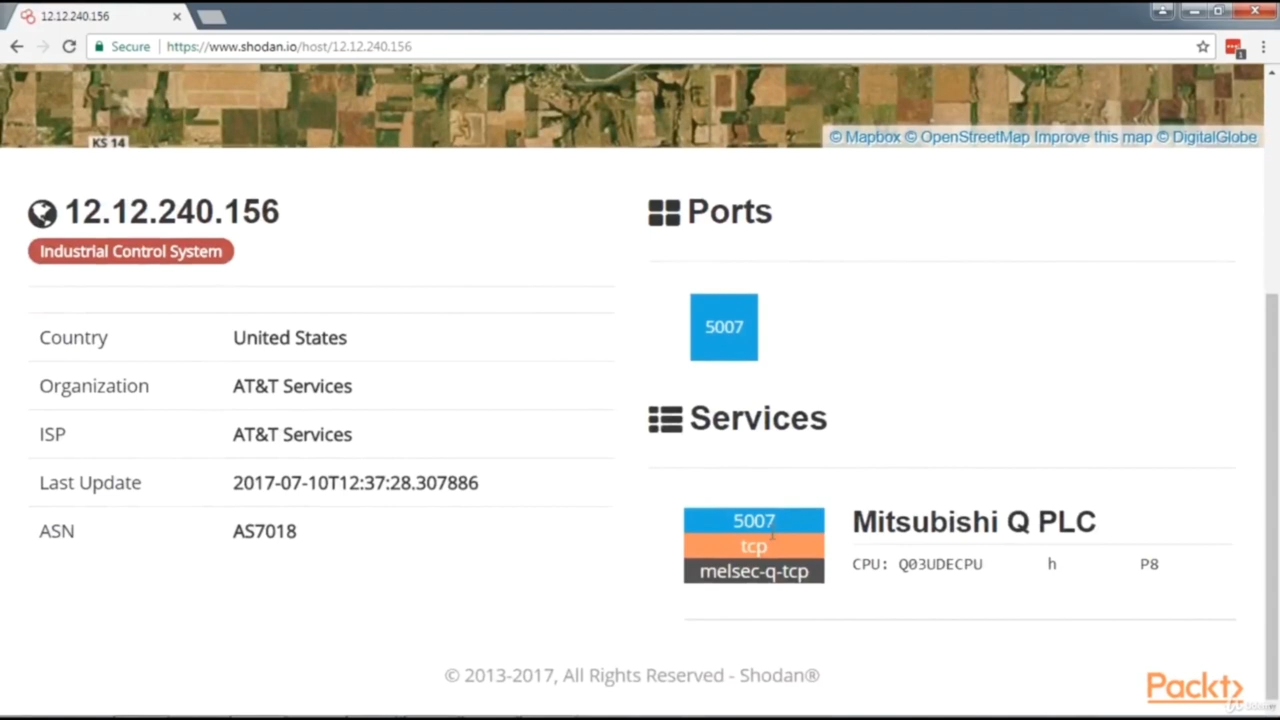 12.12.240.156
Secure https://www.shodan.io/host/12.12.240.156
1
KS 14
© Mapbox © OpenStreetMap Improve this map © DigitalGlobe
12.12.240.156
Industrial Control System
Country United States
Organization AT&T Services
ISP AT&T Services
Last Update 2017-07-10T12:37:28.307886
ASN AS7018
Ports
5007
Services
5007
tcp
melsec-q-tcp
Mitsubishi Q PLC
CPU: Q03UDECPU h P8
© 2013-2017, All Rights Reserved - Shodan®
Packt>
Udemy